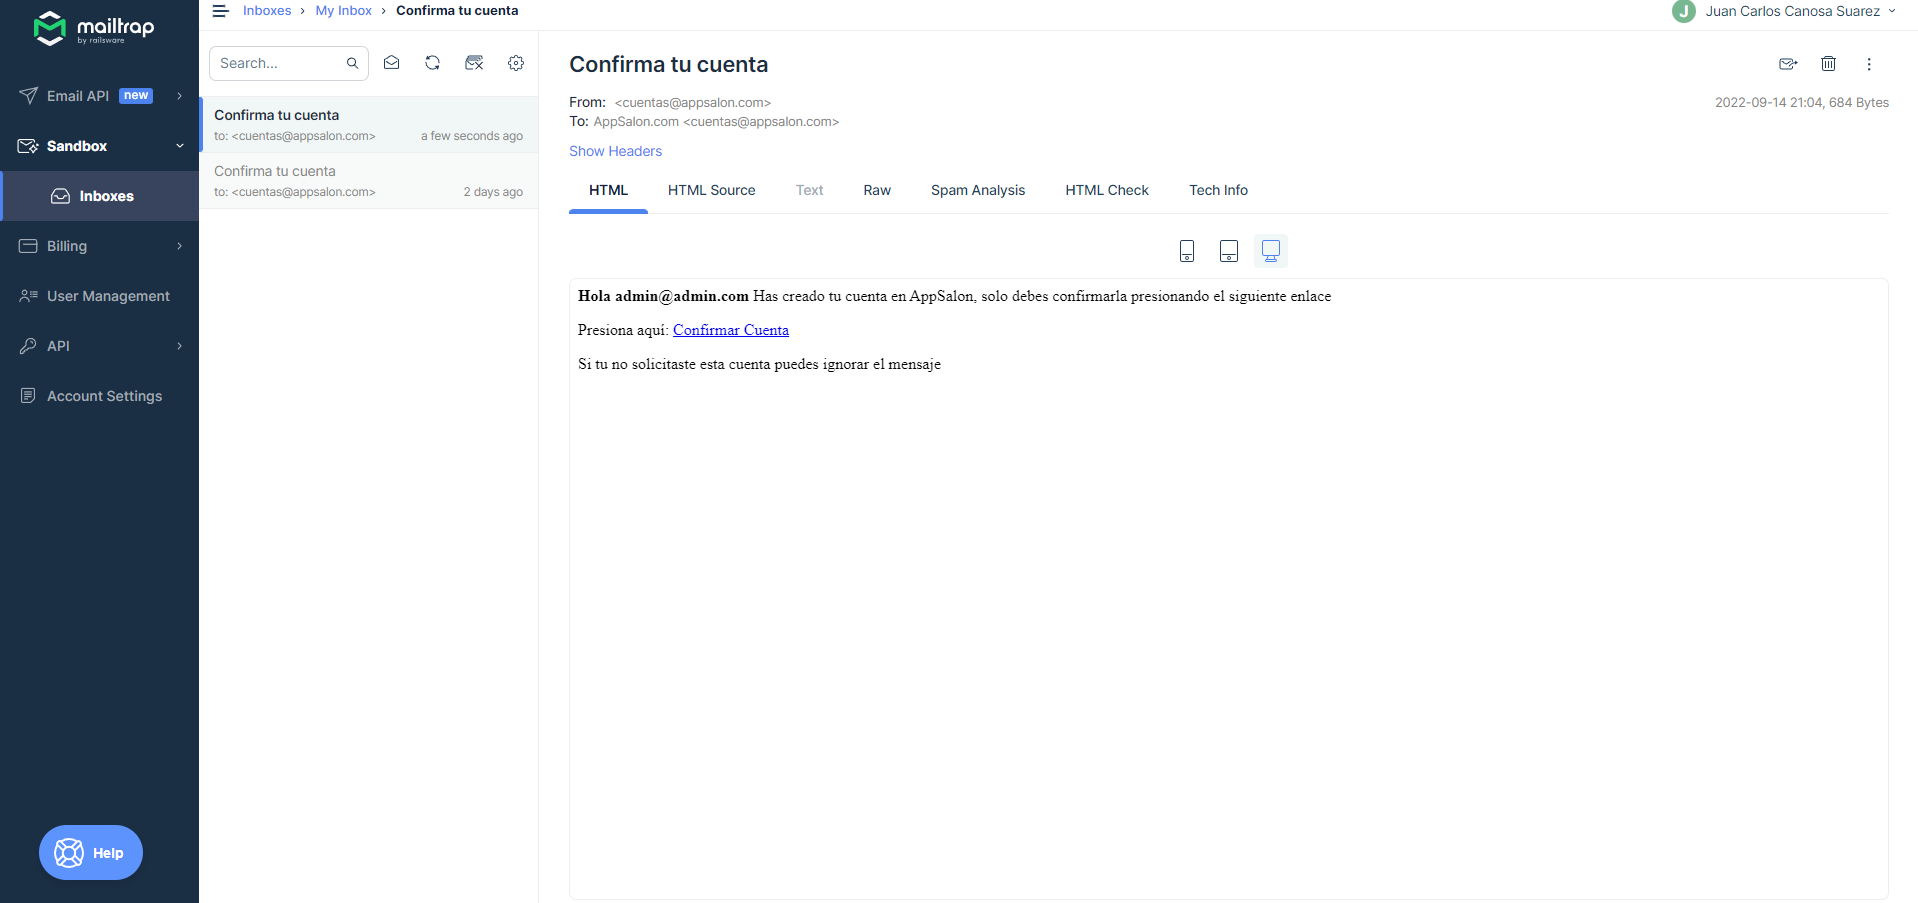 mailtrap
by railsware
Email API new
Sandbox
Inboxes
Billing
User Management
API
Account Settings
Help
Inboxes › My Inbox › Confirma tu cuenta
J Juan Carlos Canosa Suarez
Search...
Confirma tu cuenta
to: <cuentas@appsalon.com> a few seconds ago
Confirma tu cuenta
to: <cuentas@appsalon.com> 2 days ago
Confirma tu cuenta
From: <cuentas@appsalon.com>
2022-09-14 21:04, 684 Bytes
To: AppSalon.com <cuentas@appsalon.com>
Show Headers
HTML HTML Source Text Raw Spam Analysis HTML Check Tech Info
Hola admin@admin.com Has creado tu cuenta en AppSalon, solo debes confirmarla presionando el siguiente enlace
Presiona aquí: Confirmar Cuenta
Si tu no solicitaste esta cuenta puedes ignorar el mensaje